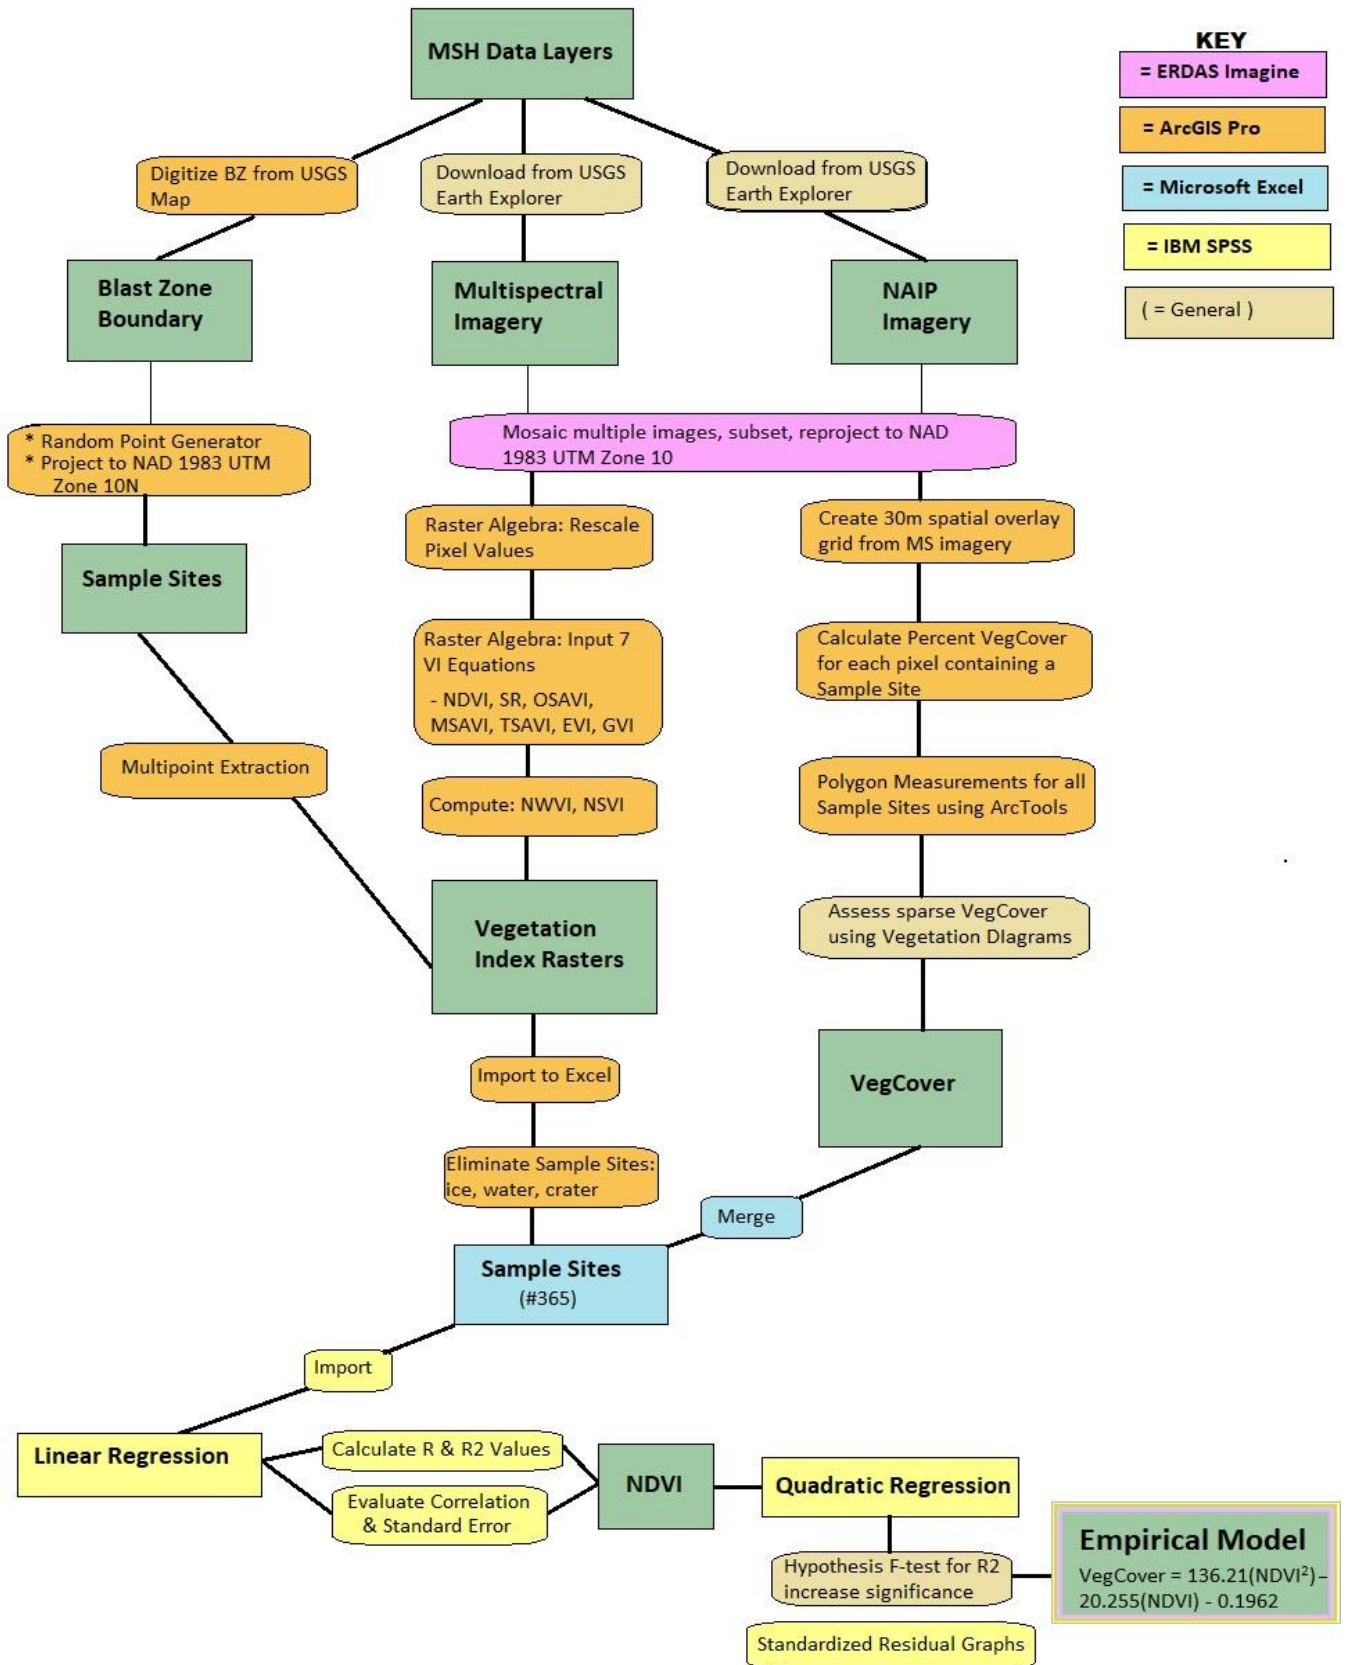 MSH Data Layers
KEY
= ERDAS Imagine
= ArcGIS Pro
= Microsoft Excel
= IBM SPSS
( = General )
Digitize BZ from USGS
Map
Download from USGS
Earth Explorer
Download from USGS
Earth Explorer
Blast Zone
Boundary
Multispectral
Imagery
NAIP
Imagery
* Random Point Generator
* Project to NAD 1983 UTM
Zone 10N
Mosaic multiple images, subset, reproject to NAD
1983 UTM Zone 10
Sample Sites
Raster Algebra: Rescale
Pixel Values
Create 30m spatial overlay
grid from MS imagery
Raster Algebra: Input 7
VI Equations
- NDVI, SR, OSAVI,
MSAVI, TSAVI, EVI, GVI
Calculate Percent VegCover
for each pixel containing a
Sample Site
Multipoint Extraction
Compute: NWVI, NSVI
Polygon Measurements for all
Sample Sites using ArcTools
Vegetation
Index Rasters
Assess sparse VegCover
using Vegetation DIagrams
Import to Excel
VegCover
Eliminate Sample Sites:
ice, water, crater
Merge
Sample Sites
(#365)
Import
Linear Regression
Calculate R & R2 Values
Evaluate Correlation
& Standard Error
NDVI
Quadratic Regression
Hypothesis F-test for R2
increase significance
Standardized Residual Graphs
Empirical Model
VegCover = 136.21(NDVI²) –
20.255(NDVI) - 0.1962